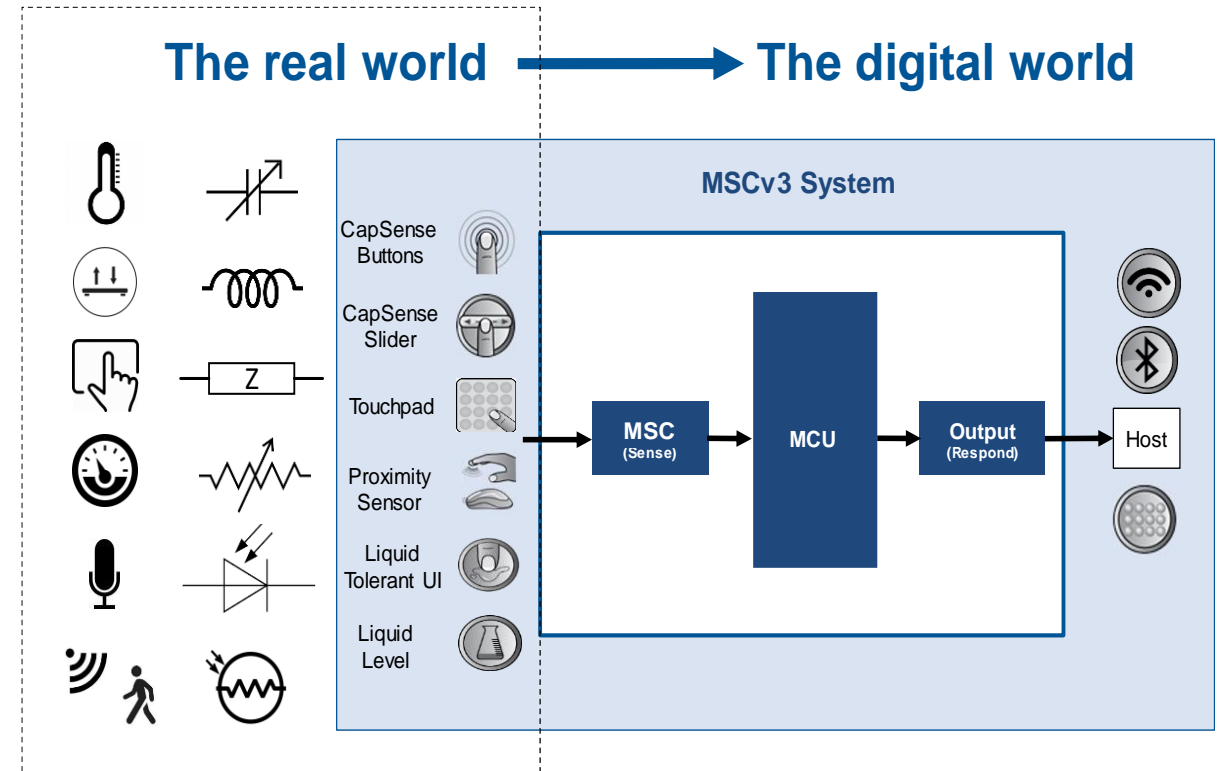 The real world
The digital world
MSCv3 System
CapSense
Buttons
CapSense
Slider
Touchpad
Proximity
Sensor
Liquid
Tolerant UI
Liquid
Level
Z
MSC
(Sense)
MCU
Output
(Respond)
Host